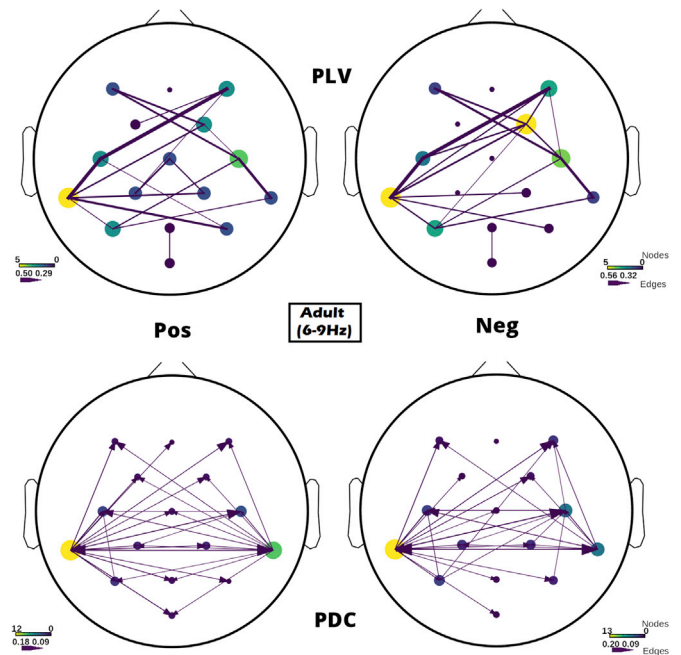 PLV
5 0
0.50 0.29
5 0 Nodes
0.56 0.32
Edges
Pos
Adult
(6-9Hz)
Neg
12 0
0.18 0.09
PDC
13 0 Nodes
0.20 0.09
Edges